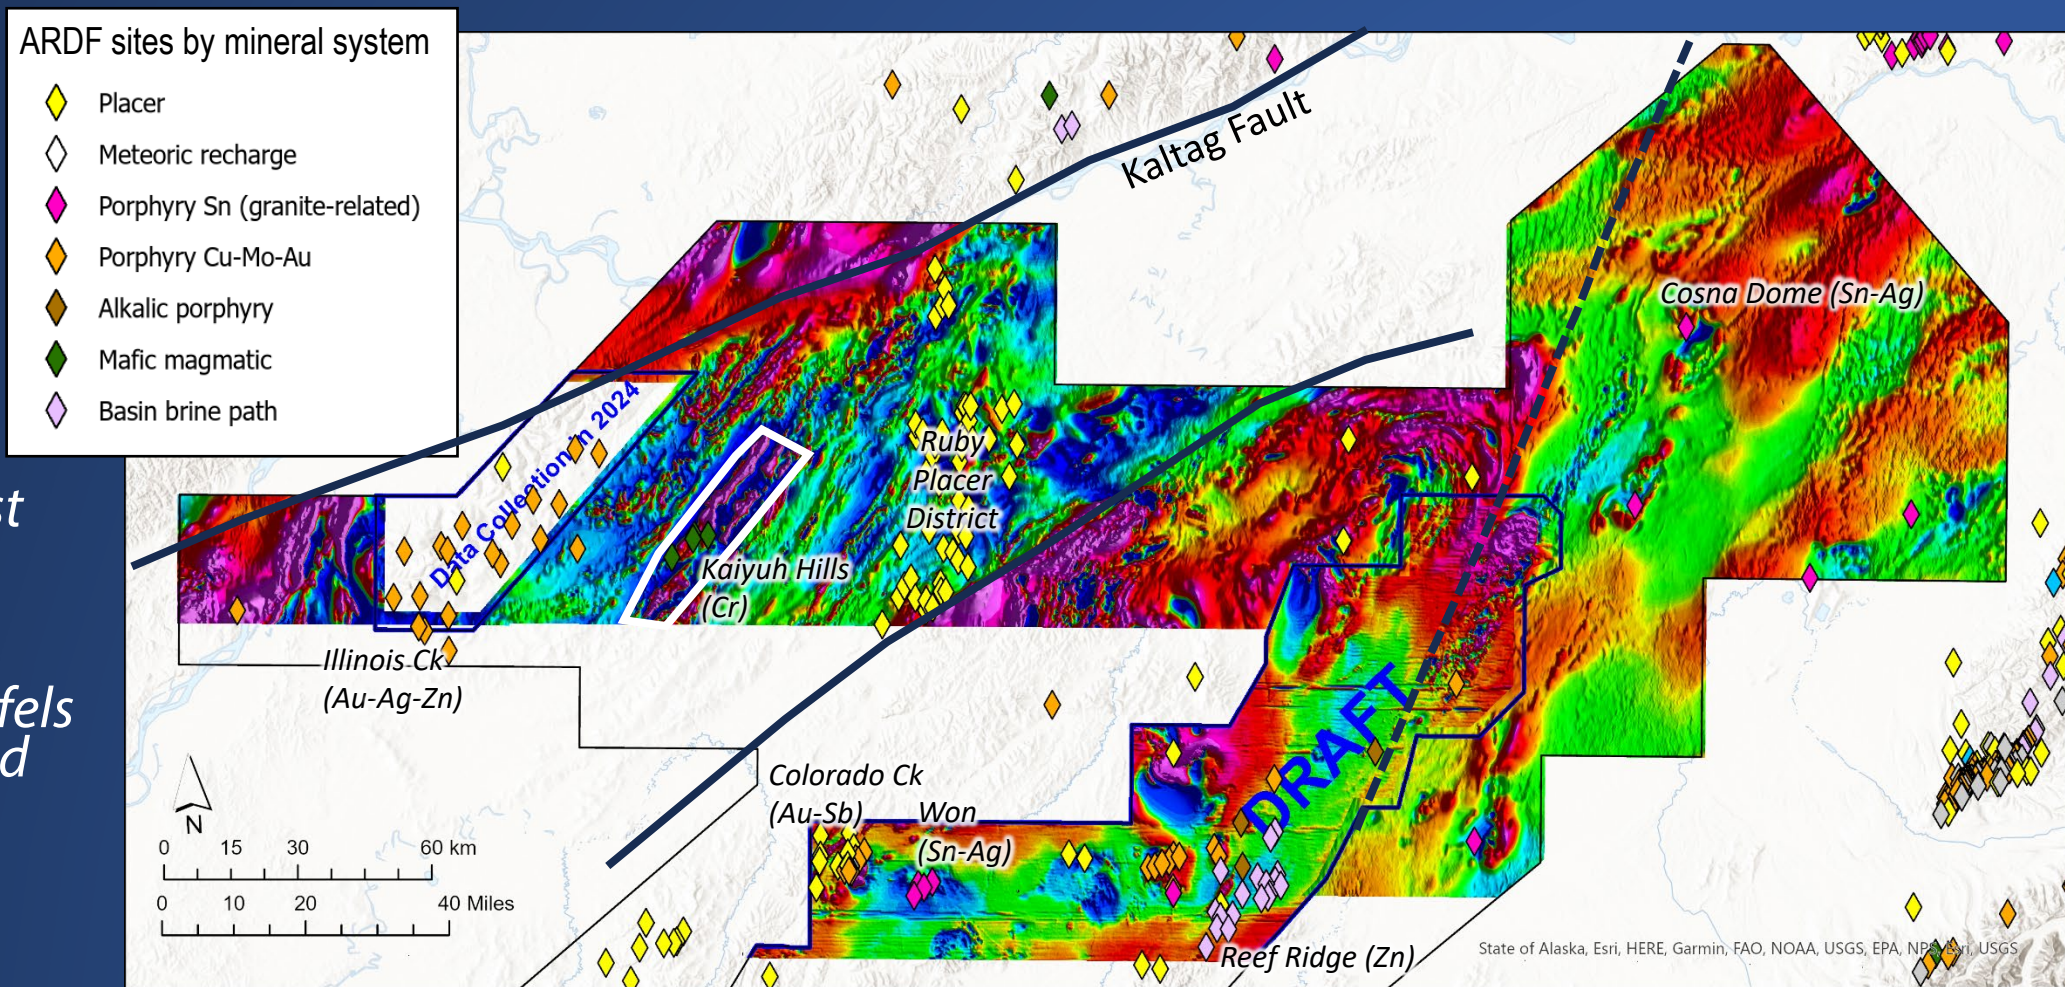 ARDF sites by mineral system
Placer
Meteoric recharge
Porphyry Sn (granite-related)
Porphyry Cu-Mo-Au
Alkalic porphyry
Mafic magmatic
Basin brine path
st
fels
d
Kaltag Fault
Cosna Dome (Sn-Ag)
Data Collection 2024
Ruby
Placer
District
Kaiyuh Hills
(Cr)
Illinois Ck
(Au-Ag-Zn)
DRAFT
Colorado Ck
(Au-Sb)
Won
(Sn-Ag)
Reef Ridge (Zn)
N
0 15 30 60 km
0 10 20 40 Miles
State of Alaska, Esri, HERE, Garmin, FAO, NOAA, USGS, EPA, NPS, Esri, USGS